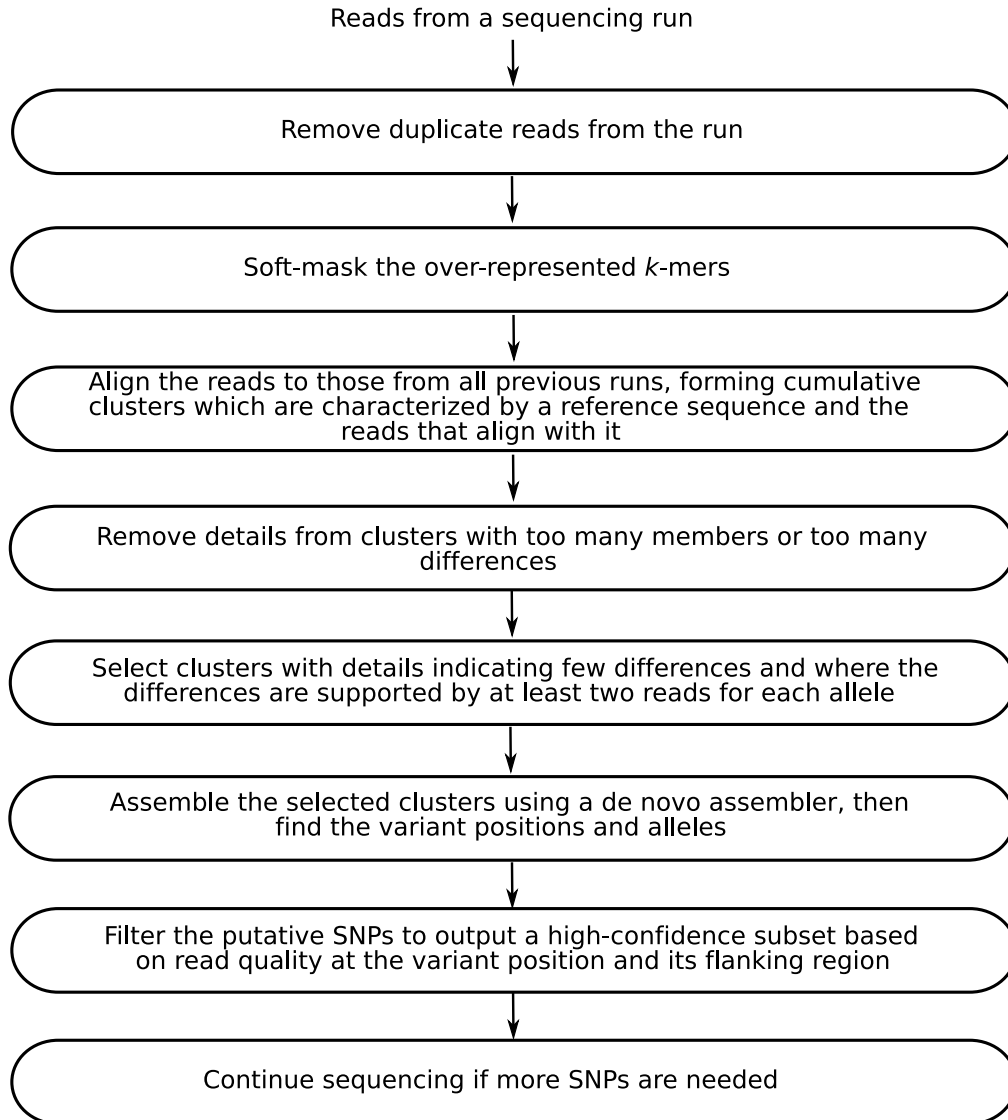 Reads from a sequencing run
Remove duplicate reads from the run
Soft-mask the over-represented k-mers
Align the reads to those from all previous runs, forming cumulative
clusters which are characterized by a reference sequence and the
reads that align with it
Remove details from clusters with too many members or too many
differences
Select clusters with details indicating few differences and where the
differences are supported by at least two reads for each allele
Assemble the selected clusters using a de novo assembler, then
find the variant positions and alleles
Filter the putative SNPs to output a high-confidence subset based
on read quality at the variant position and its flanking region
Continue sequencing if more SNPs are needed